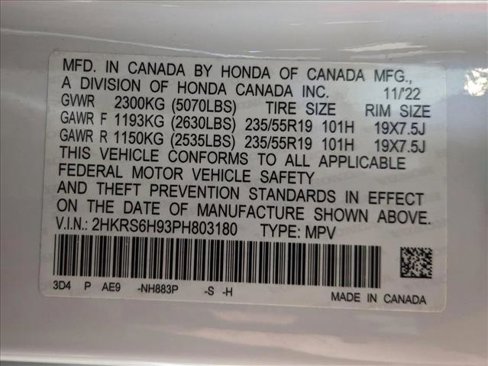 MFD. IN CANADA BY HONDA OF CANADA MFG.,
A DIVISION OF HONDA CANADA INC. 11/'22
GVWR 2300KG (5070LBS) TIRE SIZE RIM SIZE
GAWR F 1193KG (2630LBS) 235/55R19 101H 19X7.5J
GAWR R 1150KG (2535LBS) 235/55R19 101H 19X7.5J
THIS VEHICLE CONFORMS TO ALL APPLICABLE
FEDERAL MOTOR VEHICLE SAFETY
AND THEFT PREVENTION STANDARDS IN EFFECT
ON THE DATE OF MANUFACTURE SHOWN ABOVE.
V.I.N.: 2HKRS6H93PH803180 TYPE: MPV
3D4 P AE9 -NH883P -S -H
MADE IN CANADA